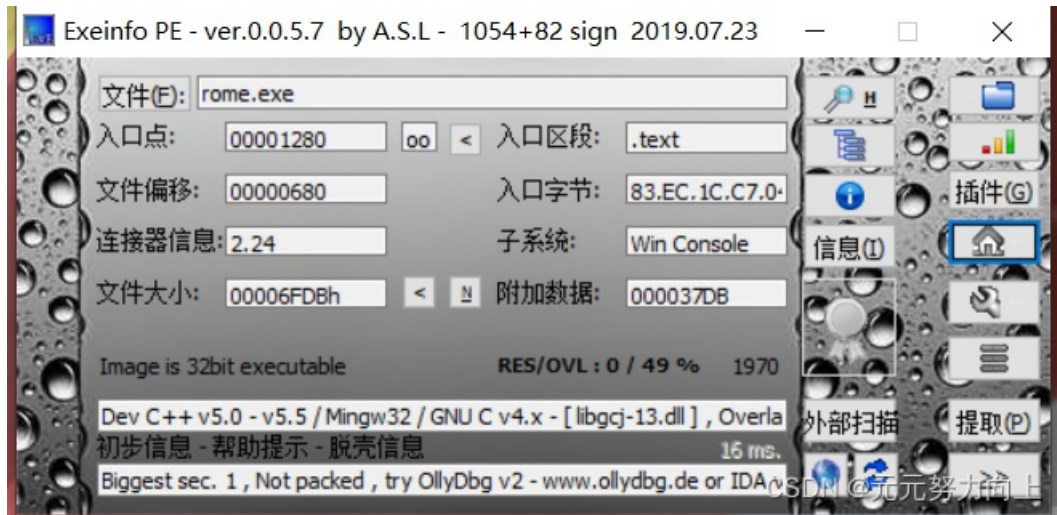 Exeinfo PE - ver.0.0.5.7 by A.S.L - 1054+82 sign 2019.07.23
文件(F): rome.exe
H
入口点: 00001280 oo < 入口区段: .text
文件偏移: 00000680 入口字节: 83.EC.1C.C7.04
插件(G)
连接器信息: 2.24 子系统: Win Console
信息(I)
文件大小: 00006FDBh < N 附加数据: 000037DB
Image is 32bit executable RES/OVL : 0 / 49 % 1970
Dev C++ v5.0 - v5.5 / Mingw32 / GNU C v4.x - [ libgcj-13.dll ] , Overla
外部扫描 提取(P)
初步信息 - 帮助提示 - 脱壳信息 16 ms.
Biggest sec. 1 , Not packed , try OllyDbg v2 - www.ollydbg.de or IDA v
>>
CSDN @元元努力向上